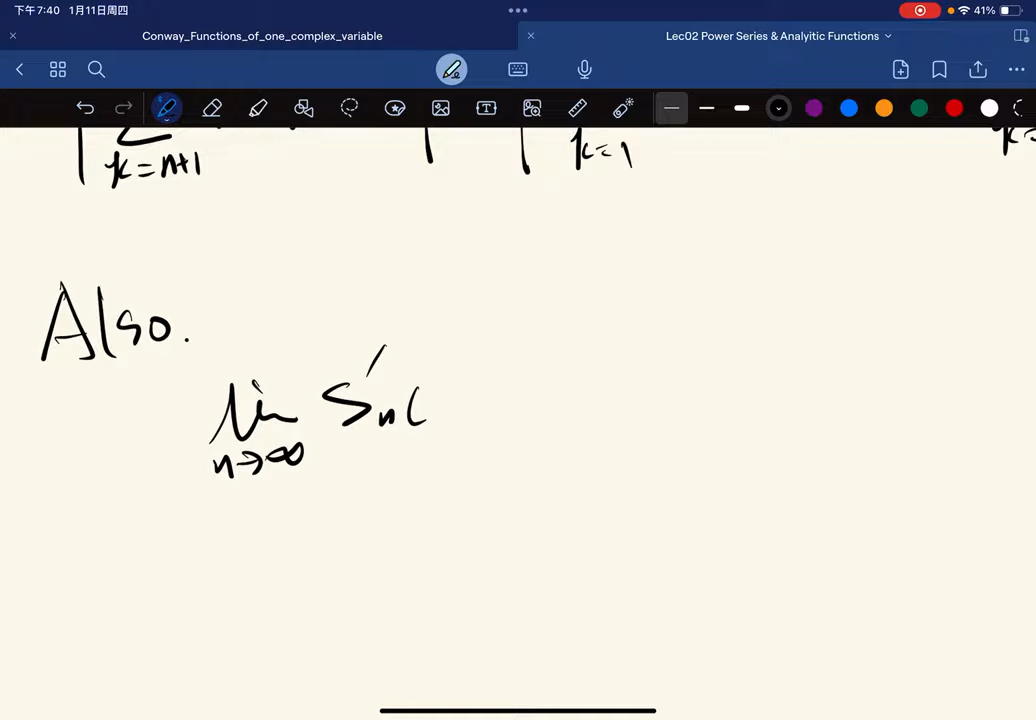 下午7:40 1月11日周四
41%
Conway_Functions_of_one_complex_variable
Lec02 Power Series & Analyitic Functions
k=n+1
k=1
Also.
lim S'n(
n→∞